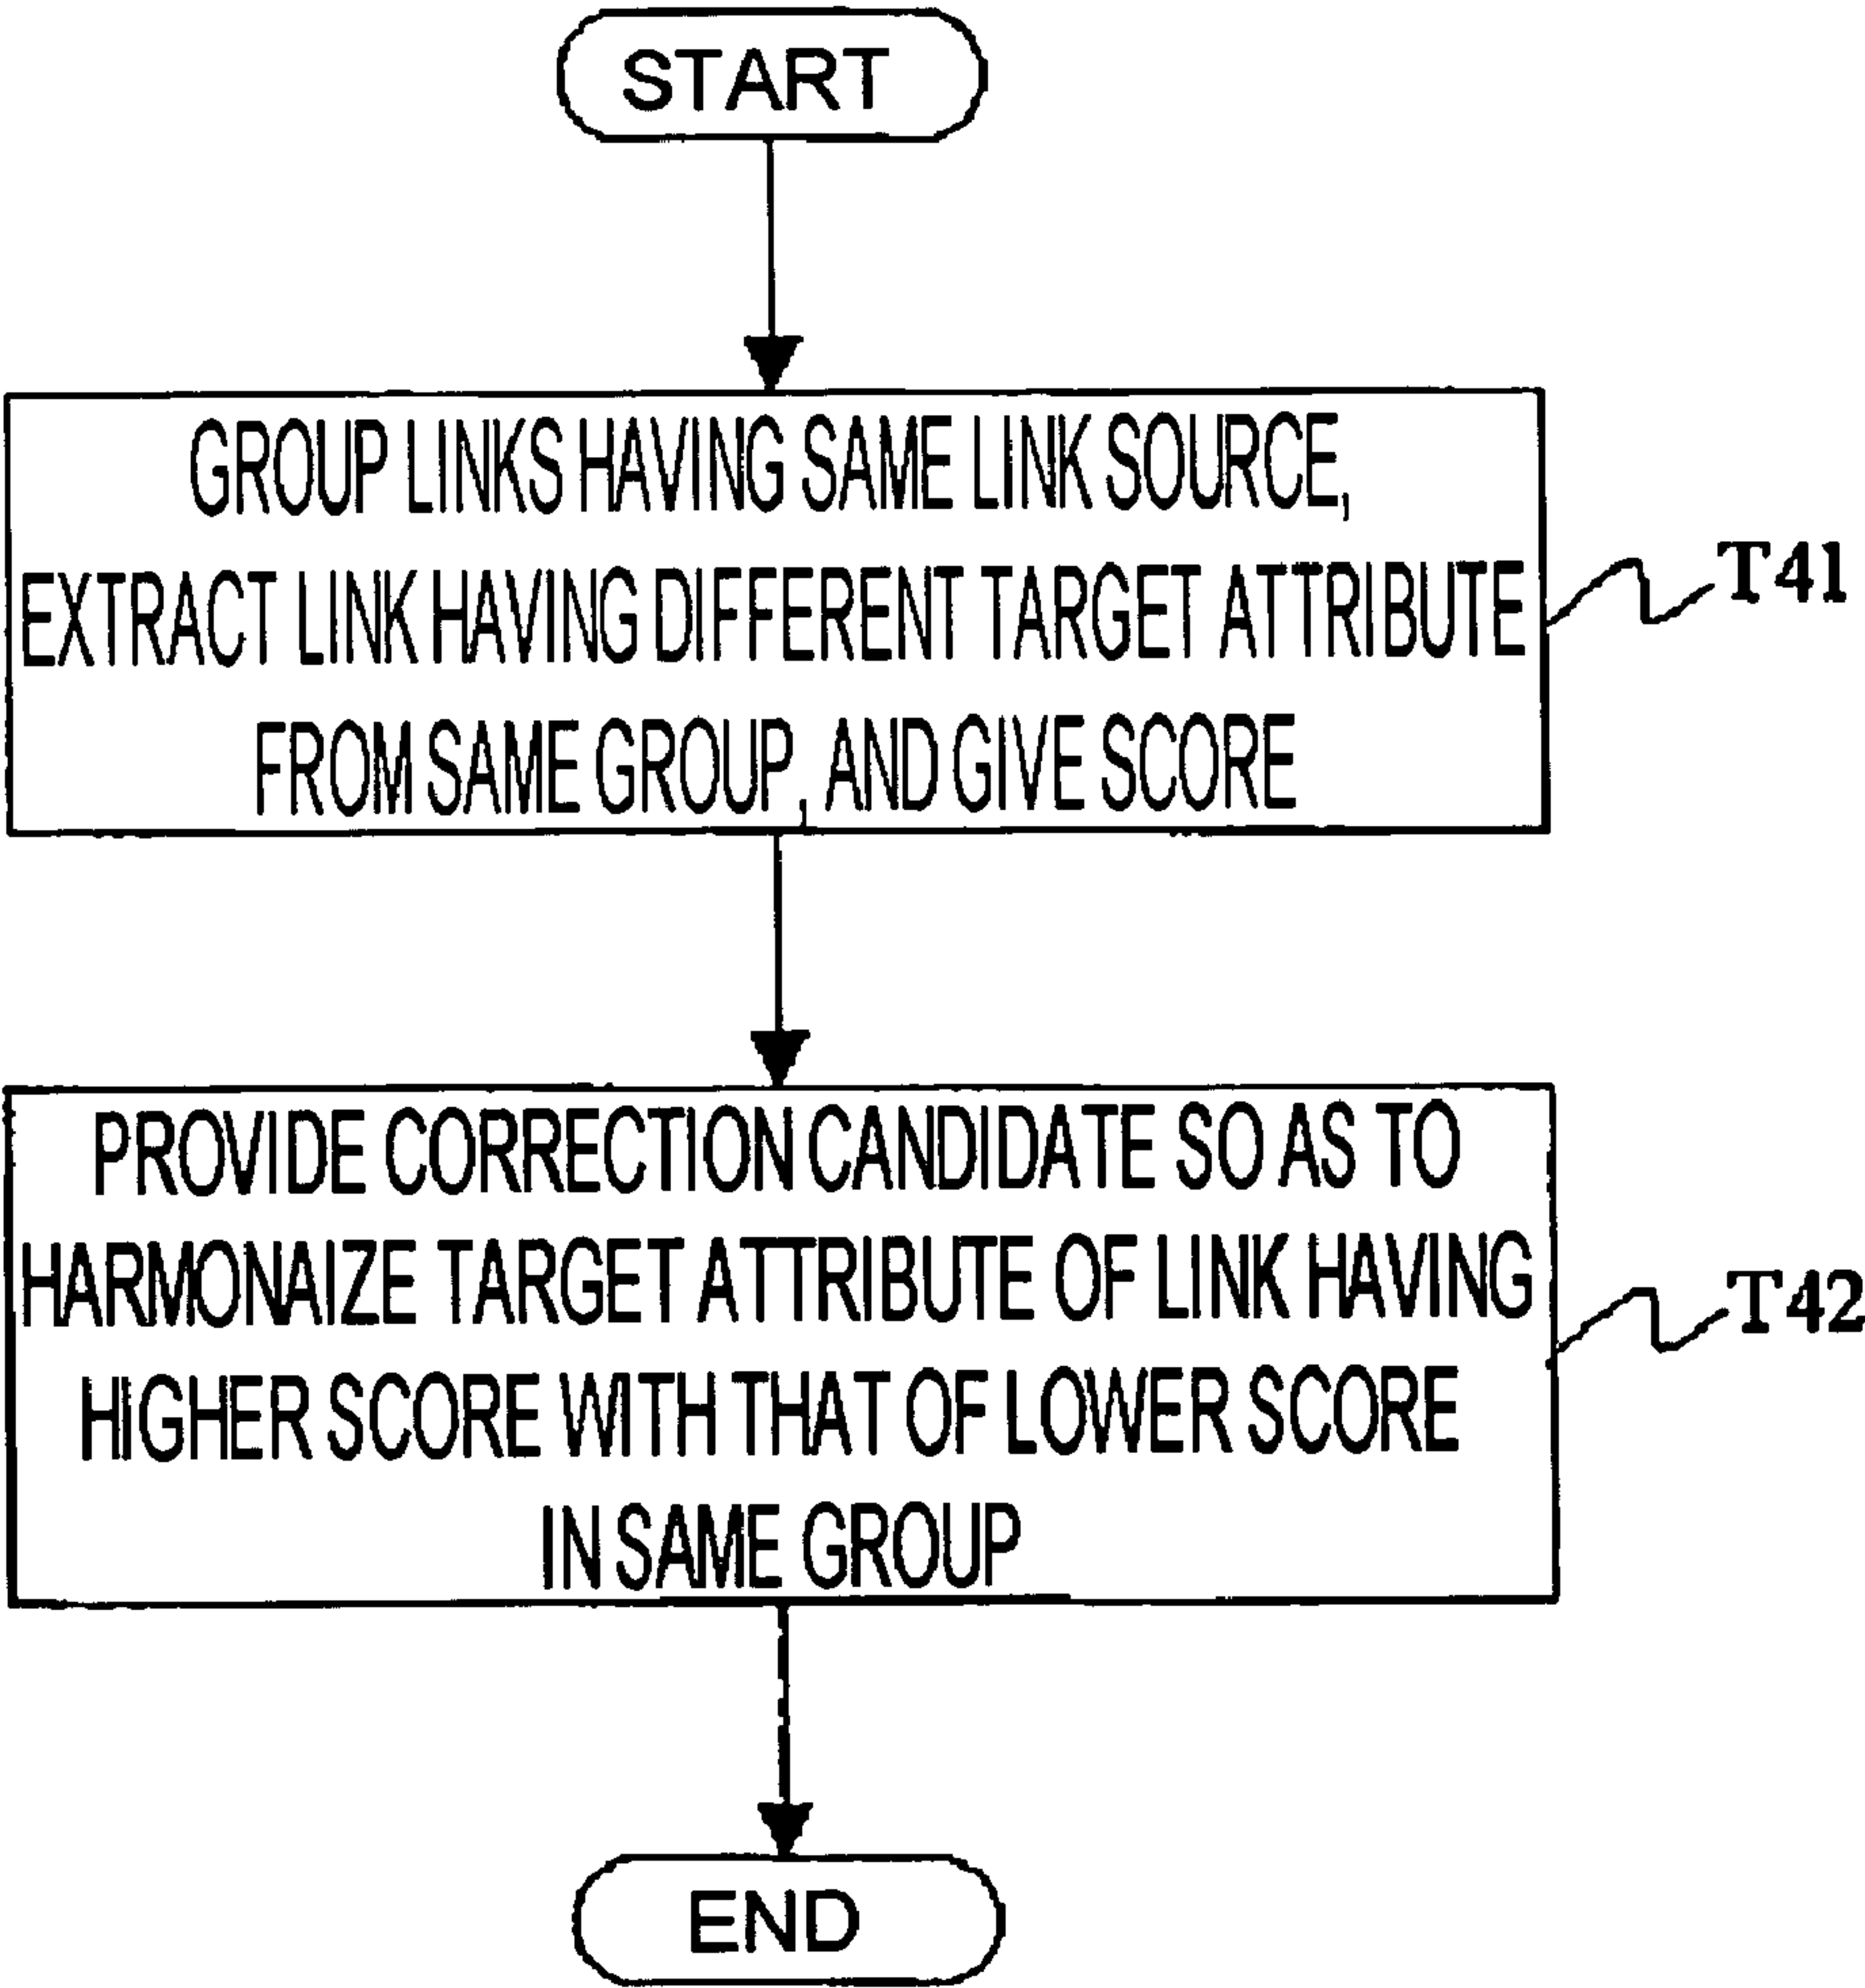 START
GROUP LINKS HAVING SAME LINK SOURCE,
EXTRACT LINK HAVING DIFFERENT TARGET ATTRIBUTE
FROM SAME GROUP, AND GIVE SCORE
T41
PROVIDE CORRECTION CANDIDATE SO AS TO
HARMONAIZE TARGET ATTRIBUTE OF LINK HAVING
HIGHER SCORE WITH THAT OF LOWER SCORE
IN SAME GROUP
T42
END